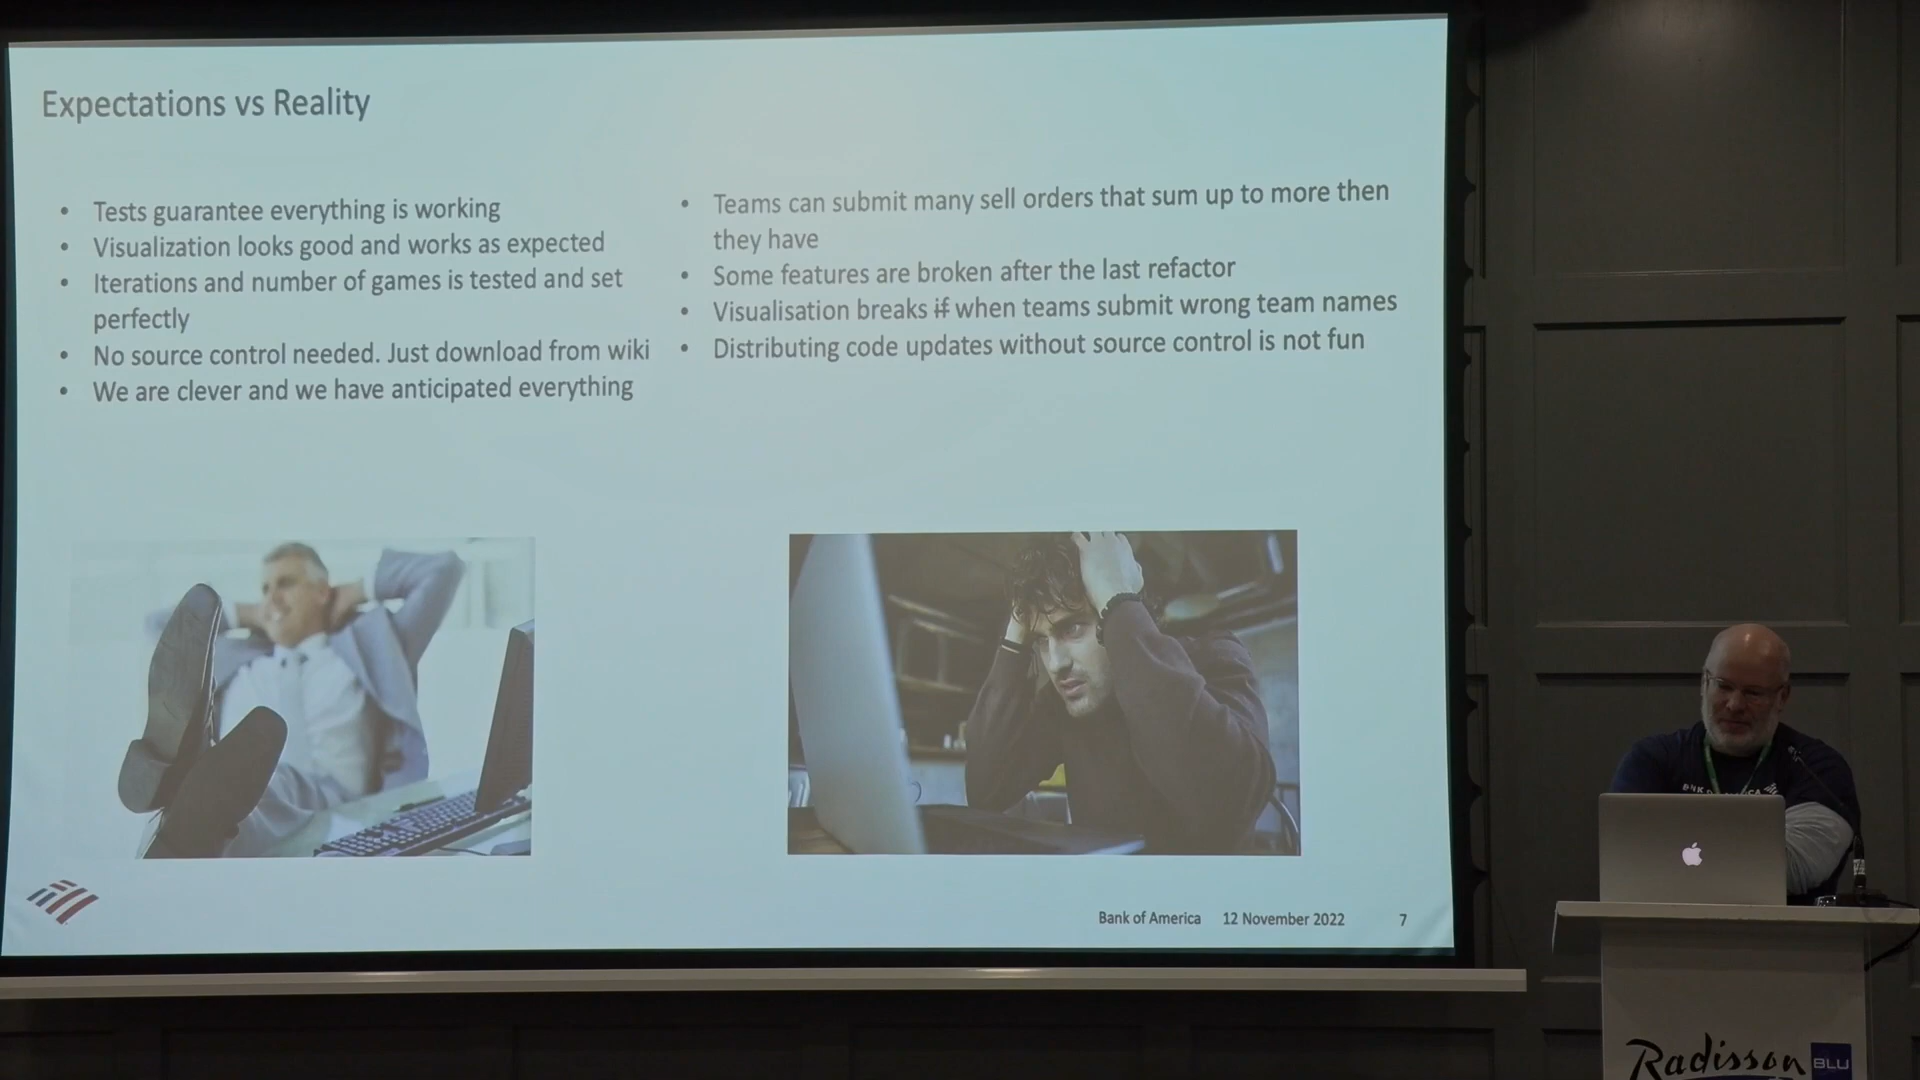 Expectations vs Reality
• Tests guarantee everything is working
• Visualization looks good and works as expected
• Iterations and number of games is tested and set
perfectly
• No source control needed. Just download from wiki
• We are clever and we have anticipated everything
• Teams can submit many sell orders that sum up to more then
they have
• Some features are broken after the last refactor
• Visualisation breaks if when teams submit wrong team names
• Distributing code updates without source control is not fun
Bank of America 12 November 2022 7
Radisson BLU